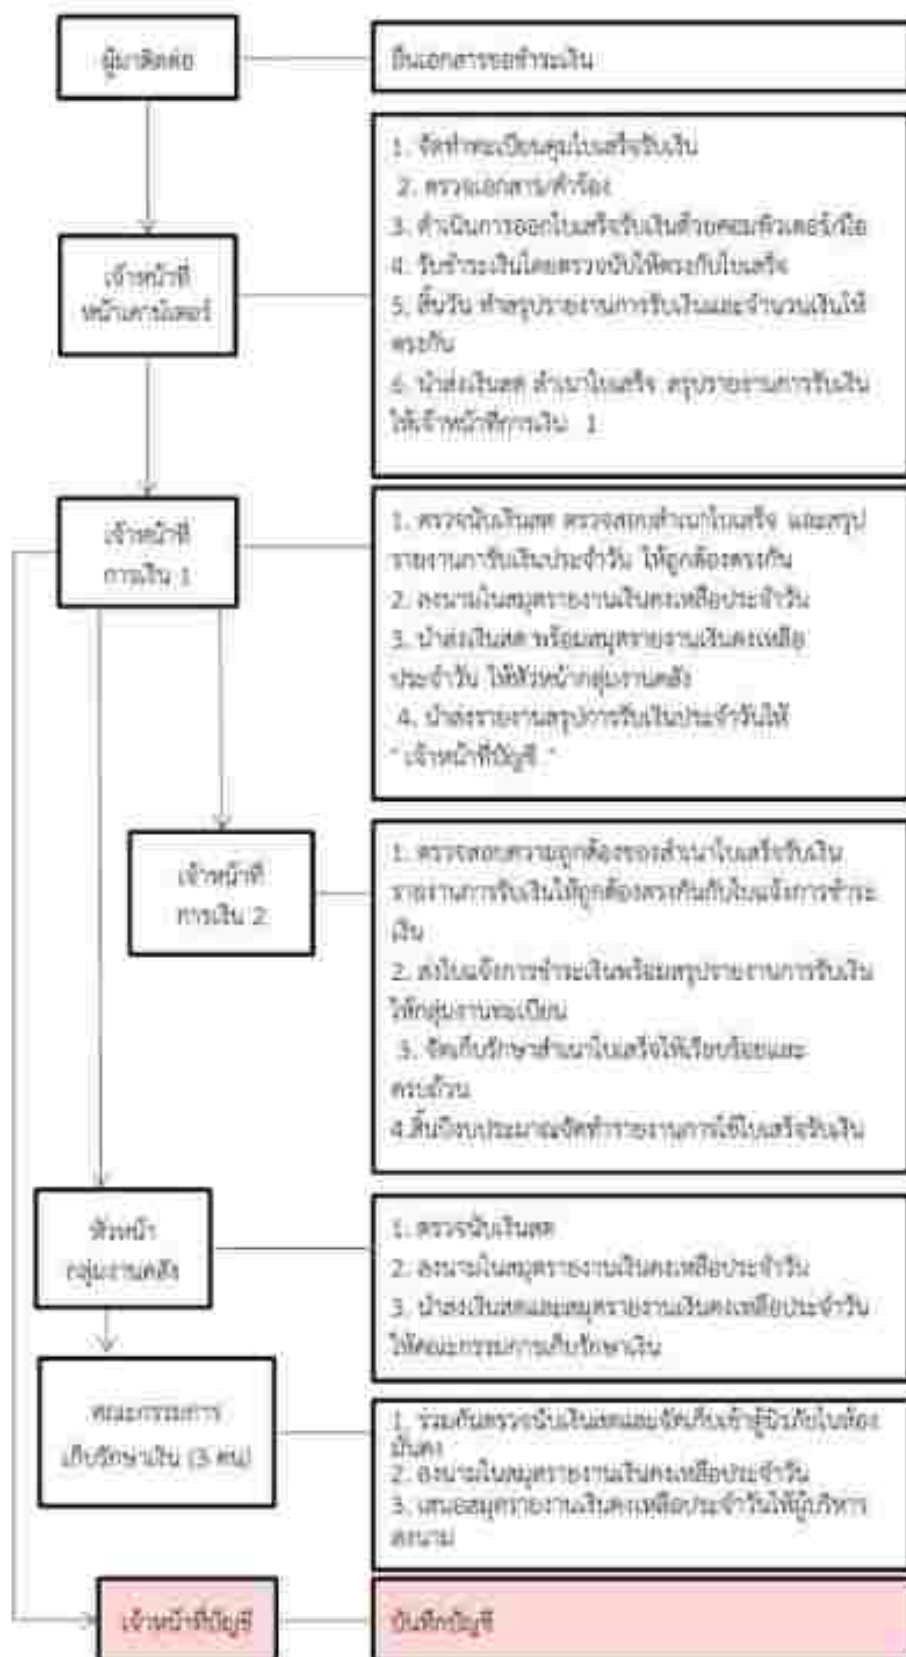 ผู้มาติดต่อ
ยื่นเอกสารขอชำระเงิน
เจ้าหน้าที่
หน้าเคาน์เตอร์
1. จัดทำทะเบียนคุมใบเสร็จรับเงิน
2. ตรวจเอกสาร/คำร้อง
3. ดำเนินการออกใบเสร็จรับเงินด้วยคอมพิวเตอร์/มือ
4. รับชำระเงินโดยตรวจนับให้ตรงกับใบเสร็จ
5. สิ้นวัน ทำสรุปรายงานการรับเงินและจำนวนเงินให้
ตรงกัน
6. นำส่งเงินสด สำเนาใบเสร็จ สรุปรายงานการรับเงิน
ให้เจ้าหน้าที่การเงิน 1
เจ้าหน้าที่
การเงิน 1
1. ตรวจนับเงินสด ตรวจสอบสำเนาใบเสร็จ และสรุป
รายงานการับเงินประจำวัน ให้ถูกต้องตรงกัน
2. ลงนามในสมุดรายงานเงินคงเหลือประจำวัน
3. นำส่งเงินสด พร้อมสมุดรายงานเงินคงเหลือ
ประจำวัน ให้หัวหน้ากลุ่มงานคลัง
4. นำส่งรายงานสรุปการรับเงินประจำวันให้
" เจ้าหน้าที่บัญชี "
เจ้าหน้าที่
การเงิน 2
1. ตรวจสอบความถูกต้องของสำเนาใบเสร็จรับเงิน
รายงานการรับเงินให้ถูกต้องตรงกันกับใบแจ้งการชำระ
เงิน
2. ส่งใบแจ้งการชำระเงินพร้อมสรุปรายงานการรับเงิน
ให้กลุ่มงานทะเบียน
3. จัดเก็บรักษาสำเนาใบเสร็จให้เรียบร้อยและ
ครบถ้วน
4.สิ้นปีงบประมาณจัดทำรายงานการใช้ใบเสร็จรับเงิน
หัวหน้า
กลุ่มงานคลัง
1. ตรวจนับเงินสด
2. ลงนามในสมุดรายงานเงินคงเหลือประจำวัน
3. นำส่งเงินสดและสมุดรายงานเงินคงเหลือประจำวัน
ให้คณะกรรมการเก็บรักษาเงิน
คณะกรรมการ
เก็บรักษาเงิน (3 คน)
1. ร่วมกันตรวจนับเงินสดและจัดเก็บเข้าตู้นิรภัยในห้อง
มั่นคง
2. ลงนามในสมุดรายงานเงินคงเหลือประจำวัน
3. เสนอสมุดรายงานเงินคงเหลือประจำวันให้ผู้บริหาร
ลงนาม
เจ้าหน้าที่บัญชี
บันทึกบัญชี